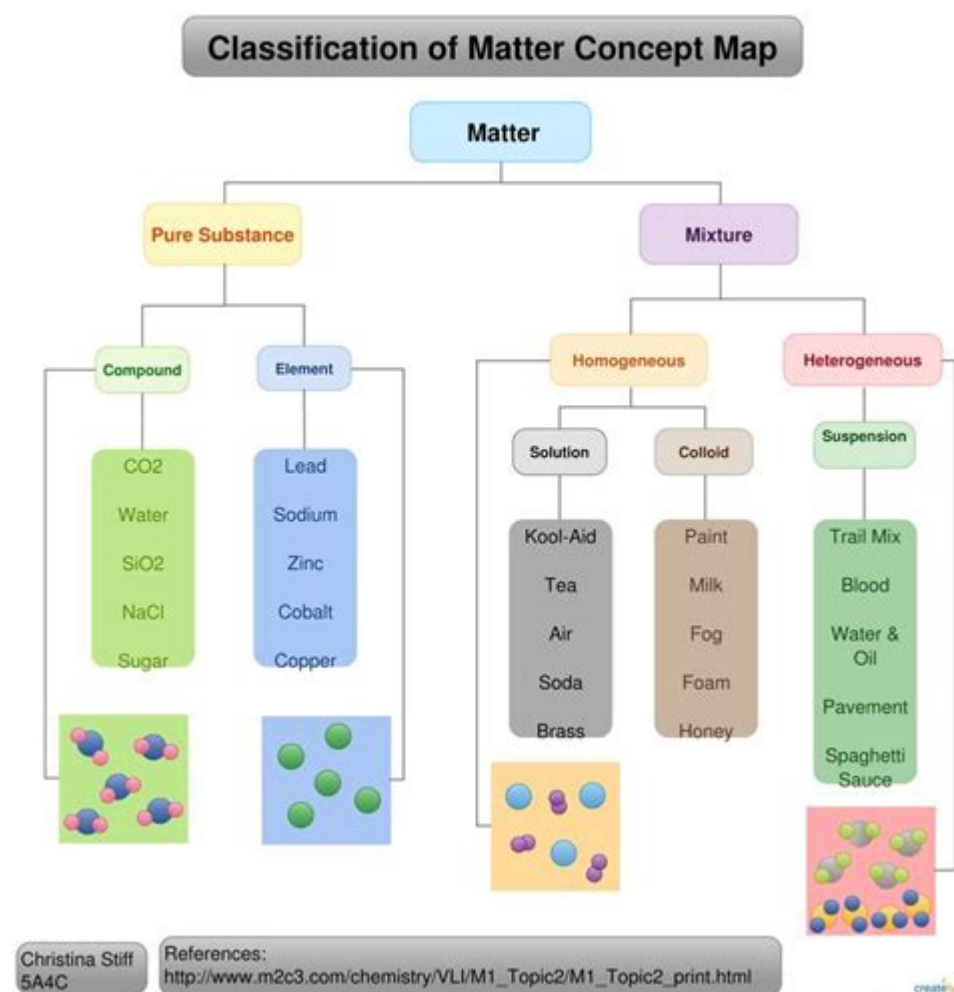 Classification of Matter Concept Map
Matter
Pure Substance
Mixture
Compound
Element
Homogeneous
Heterogeneous
Solution
Colloid
Suspension
CO2
Water
SiO2
NaCl
Sugar
Lead
Sodium
Zinc
Cobalt
Copper
Kool-Aid
Tea
Air
Soda
Brass
Paint
Milk
Fog
Foam
Honey
Trail Mix
Blood
Water &
Oil
Pavement
Spaghetti
Sauce
Christina Stiff
5A4C
References:
http://www.m2c3.com/chemistry/VLI/M1_Topic2/M1_Topic2_print.html